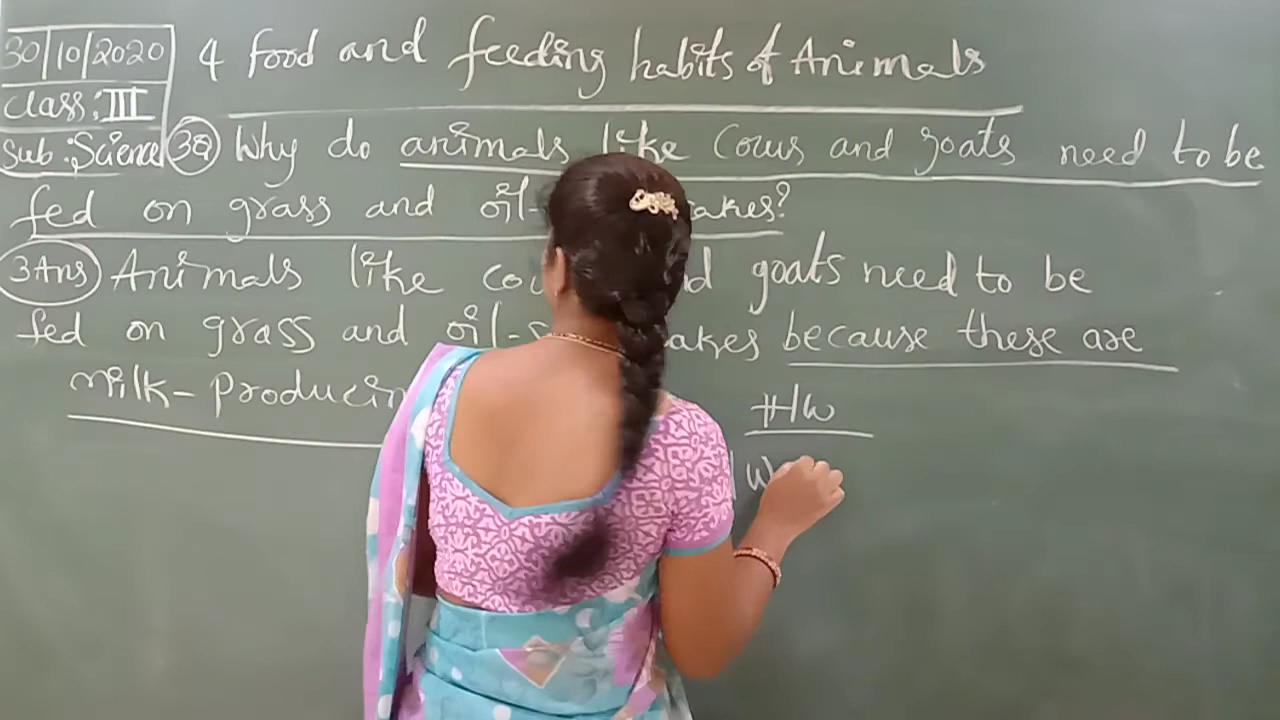 30/10/2020
Class: III
Sub: Science
4 Food and feeding habits of Animals
3Q Why do animals like cows and goats need to be
fed on grass and oil- akes?
3 Ans Animals like co d goats need to be
fed on grass and oil-s akes because these are
milk-producin
H/W
W